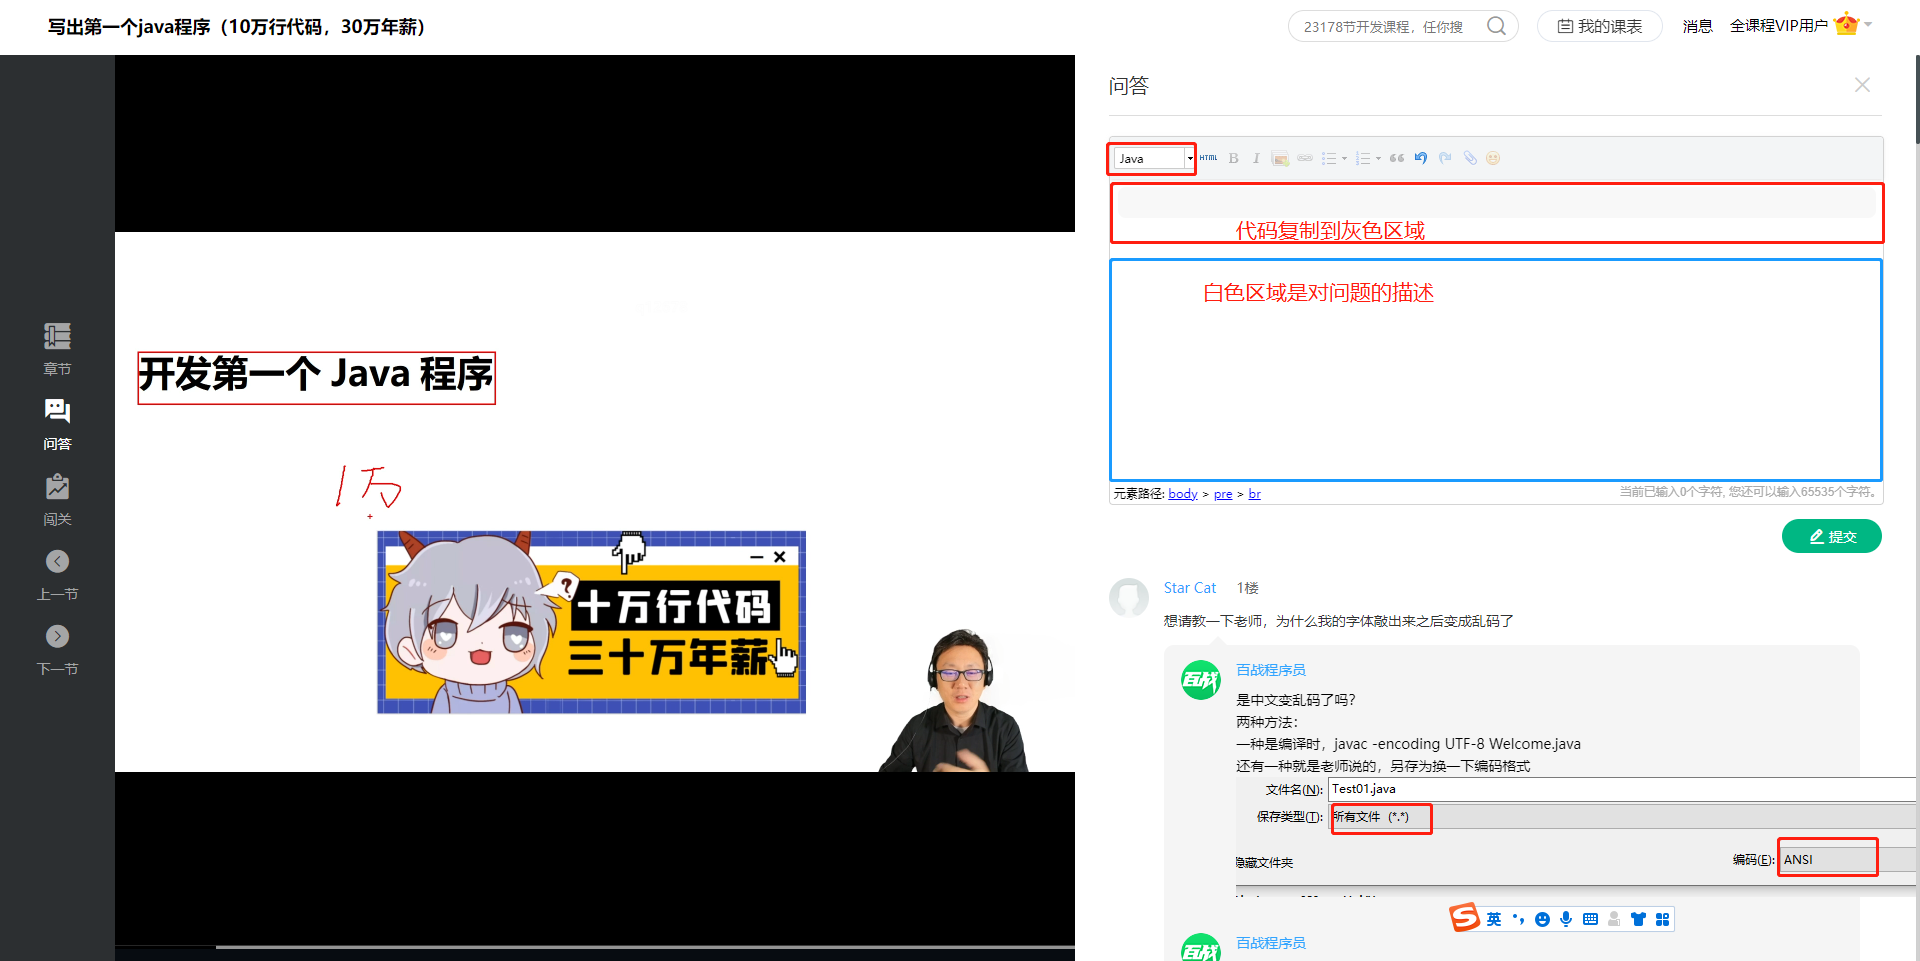 写出第一个java程序（10万行代码，30万年薪）
23178节开发课程，任你搜
我的课表
消息
全课程VIP用户
章节
问答
闯关
上一节
下一节
开发第一个 Java 程序
1万
?
十万行代码
三十万年薪
问答
Java
HTML
B
I
代码复制到灰色区域
白色区域是对问题的描述
元素路径: body > pre > br
当前已输入0个字符, 您还可以输入65535个字符。
提交
Star Cat
1楼
想请教一下老师，为什么我的字体敲出来之后变成乱码了
百战
百战程序员
是中文变乱码了吗？
两种方法：
一种是编译时，javac -encoding UTF-8 Welcome.java
还有一种就是老师说的，另存为换一下编码格式
文件名(N): Test01.java
保存类型(T): 所有文件 (*.*)
隐藏文件夹
编码(E): ANSI
S 英
百战
百战程序员